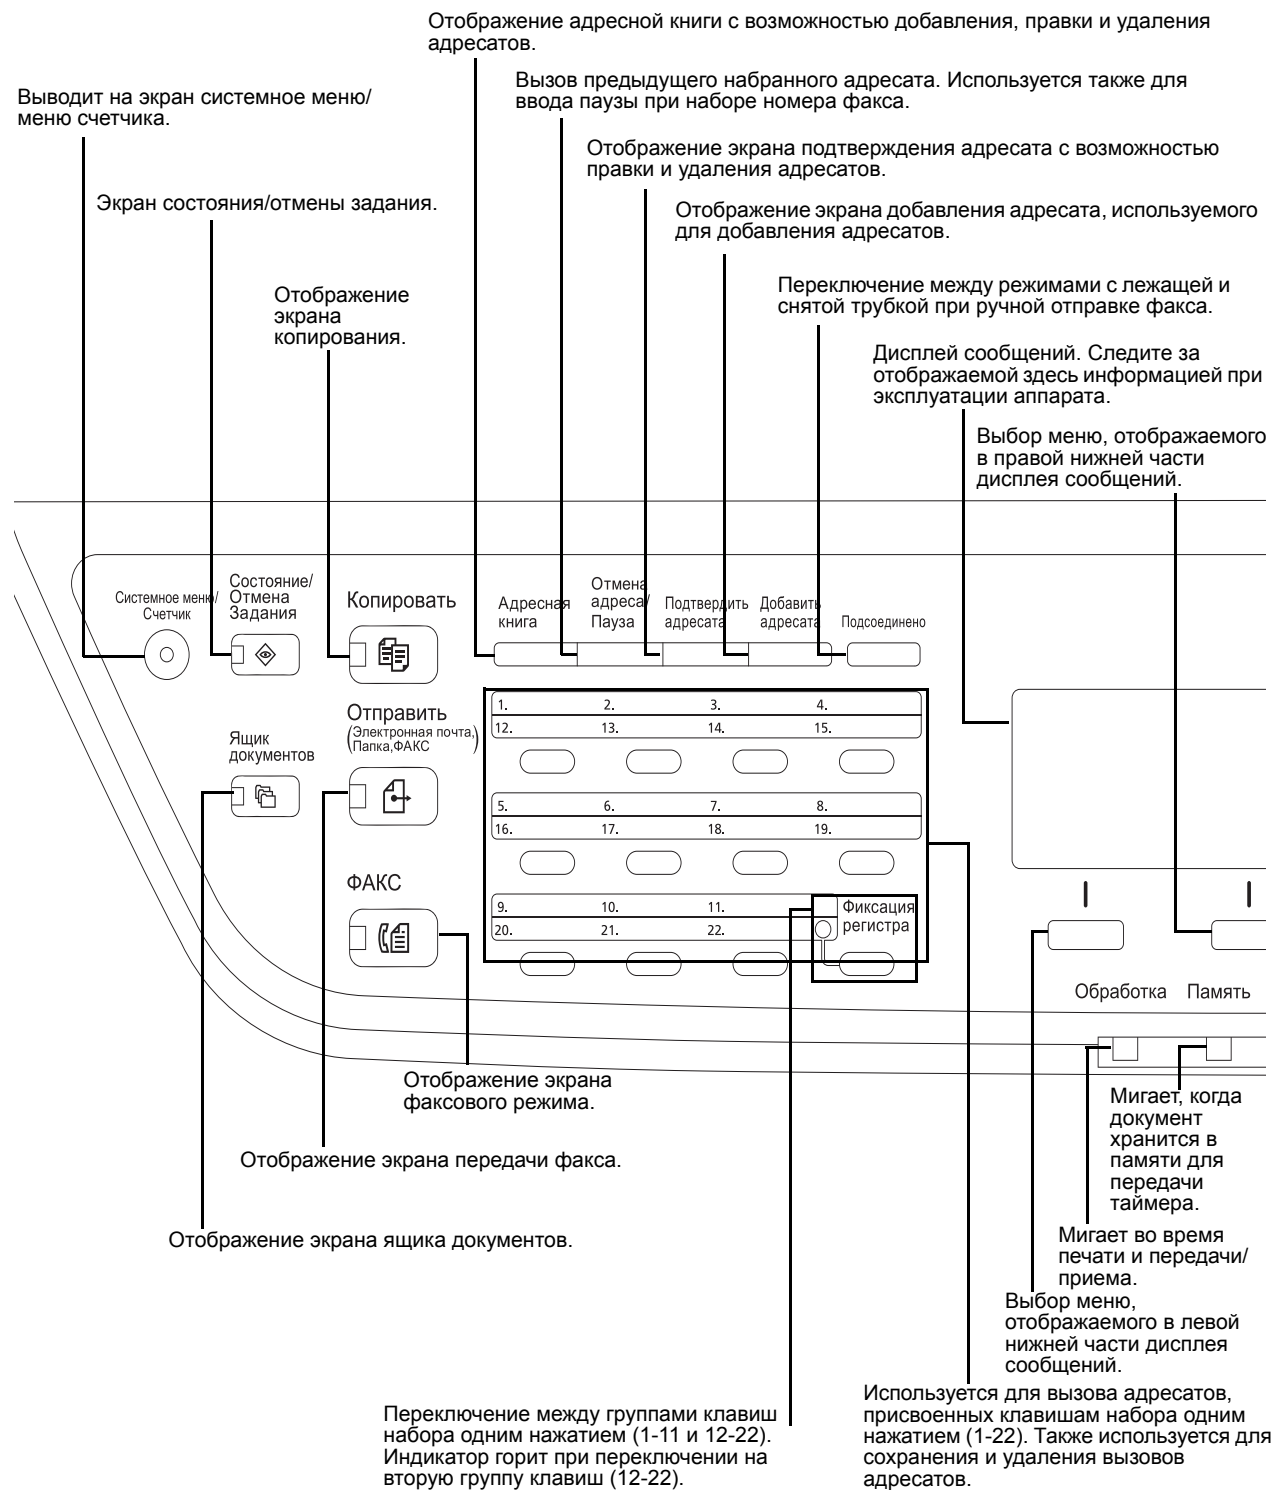 Отображение адресной книги с возможностью добавления, правки и удаления
адресатов.
Вызов предыдущего набранного адресата. Используется также для
ввода паузы при наборе номера факса.
Выводит на экран системное меню/
меню счетчика.
Отображение экрана подтверждения адресата с возможностью
правки и удаления адресатов.
Экран состояния/отмены задания.
Отображение экрана добавления адресата, используемого
для добавления адресатов.
Переключение между режимами с лежащей и
снятой трубкой при ручной отправке факса.
Отображение
экрана
копирования.
Дисплей сообщений. Следите за
отображаемой здесь информацией при
эксплуатации аппарата.
Выбор меню, отображаемого
в правой нижней части
дисплея сообщений.
Системное меню/
Счетчик
Состояние/
Отмена
Задания
Копировать
Адресная
книга
Отмена
адреса/
Пауза
Подтвердить
адресата
Добавить
адресата
Подсоединено
Ящик
документов
Отправить
(Электронная почта,
Папка,ФАКС)
ФАКС
1. 2. 3. 4.
12. 13. 14. 15.
5. 6. 7. 8.
16. 17. 18. 19.
9. 10. 11.
20. 21. 22.
Фиксация
регистра
Обработка Память
Отображение экрана
факсового режима.
Отображение экрана передачи факса.
Отображение экрана ящика документов.
Мигает, когда
документ
хранится в
памяти для
передачи
таймера.
Мигает во время
печати и передачи/
приема.
Выбор меню,
отображаемого в левой
нижней части дисплея
сообщений.
Переключение между группами клавиш
набора одним нажатием (1-11 и 12-22).
Индикатор горит при переключении на
вторую группу клавиш (12-22).
Используется для вызова адресатов,
присвоенных клавишам набора одним
нажатием (1-22). Также используется для
сохранения и удаления вызовов
адресатов.